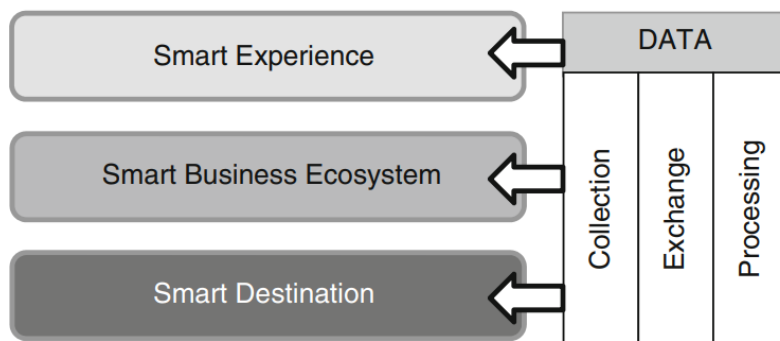 Smart Experience
Smart Business Ecosystem
Smart Destination
DATA
Collection
Exchange
Processing